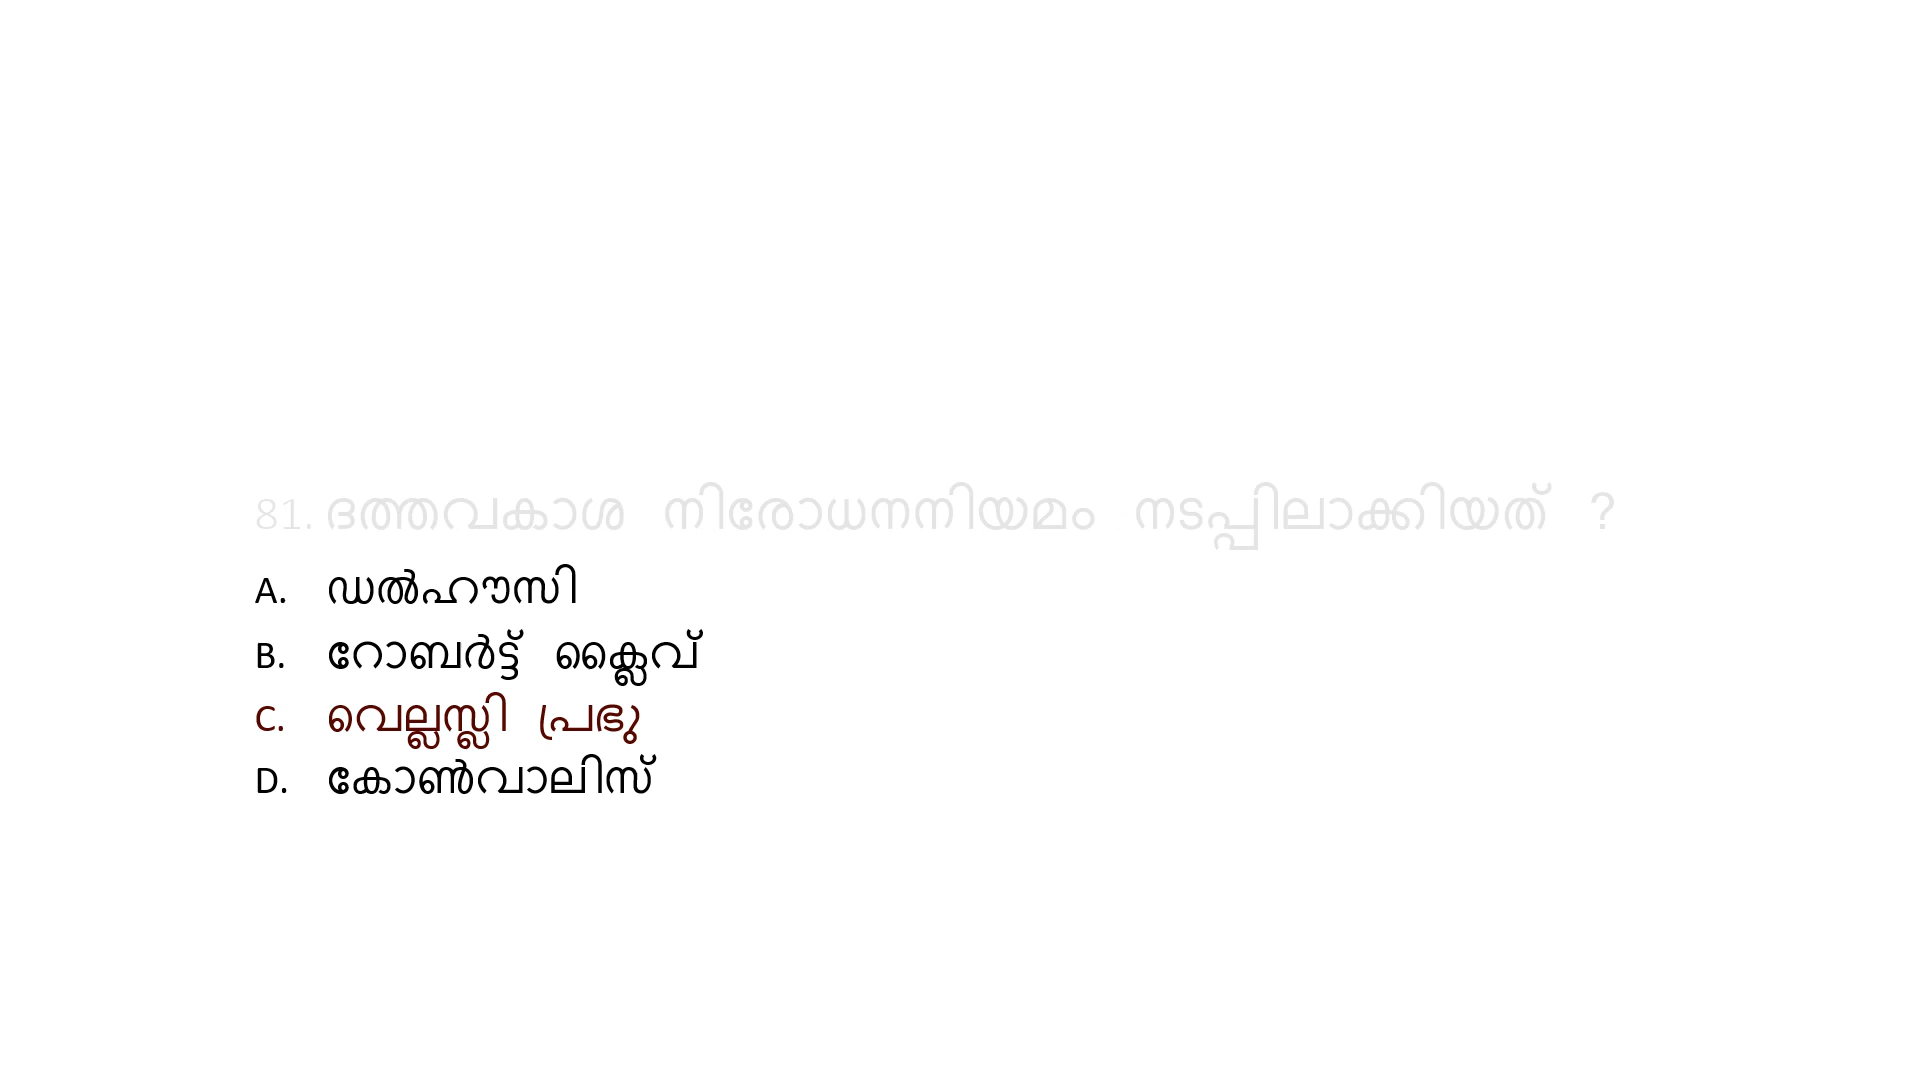 81. ദത്തവകാശ നിരോധനനിയമം നടപ്പിലാക്കിയത് ?
A. ഡൽഹൗസി
B. റോബർട്ട് ക്ലൈവ്
C. വെല്ലസ്ലി പ്രഭു
D. കോൺവാലിസ്